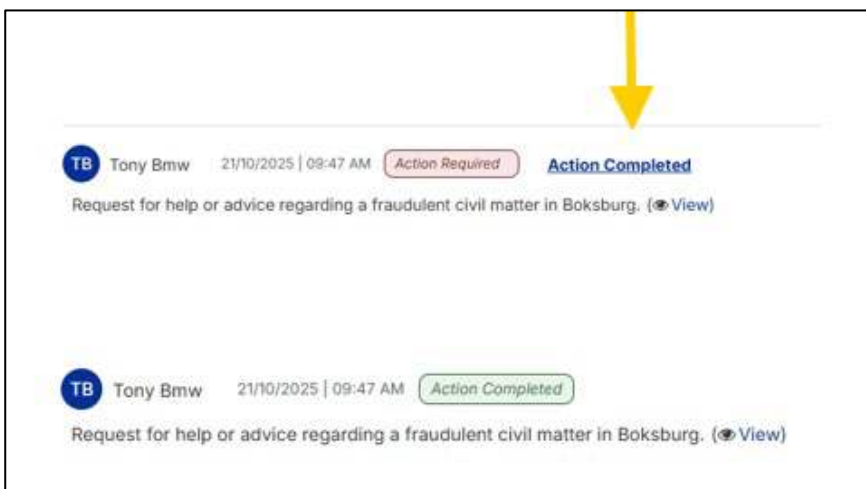 TB Tony Bmw 21/10/2025 | 09:47 AM Action Required Action Completed
Request for help or advice regarding a fraudulent civil matter in Boksburg. (View)
TB Tony Bmw 21/10/2025 | 09:47 AM Action Completed
Request for help or advice regarding a fraudulent civil matter in Boksburg. (View)